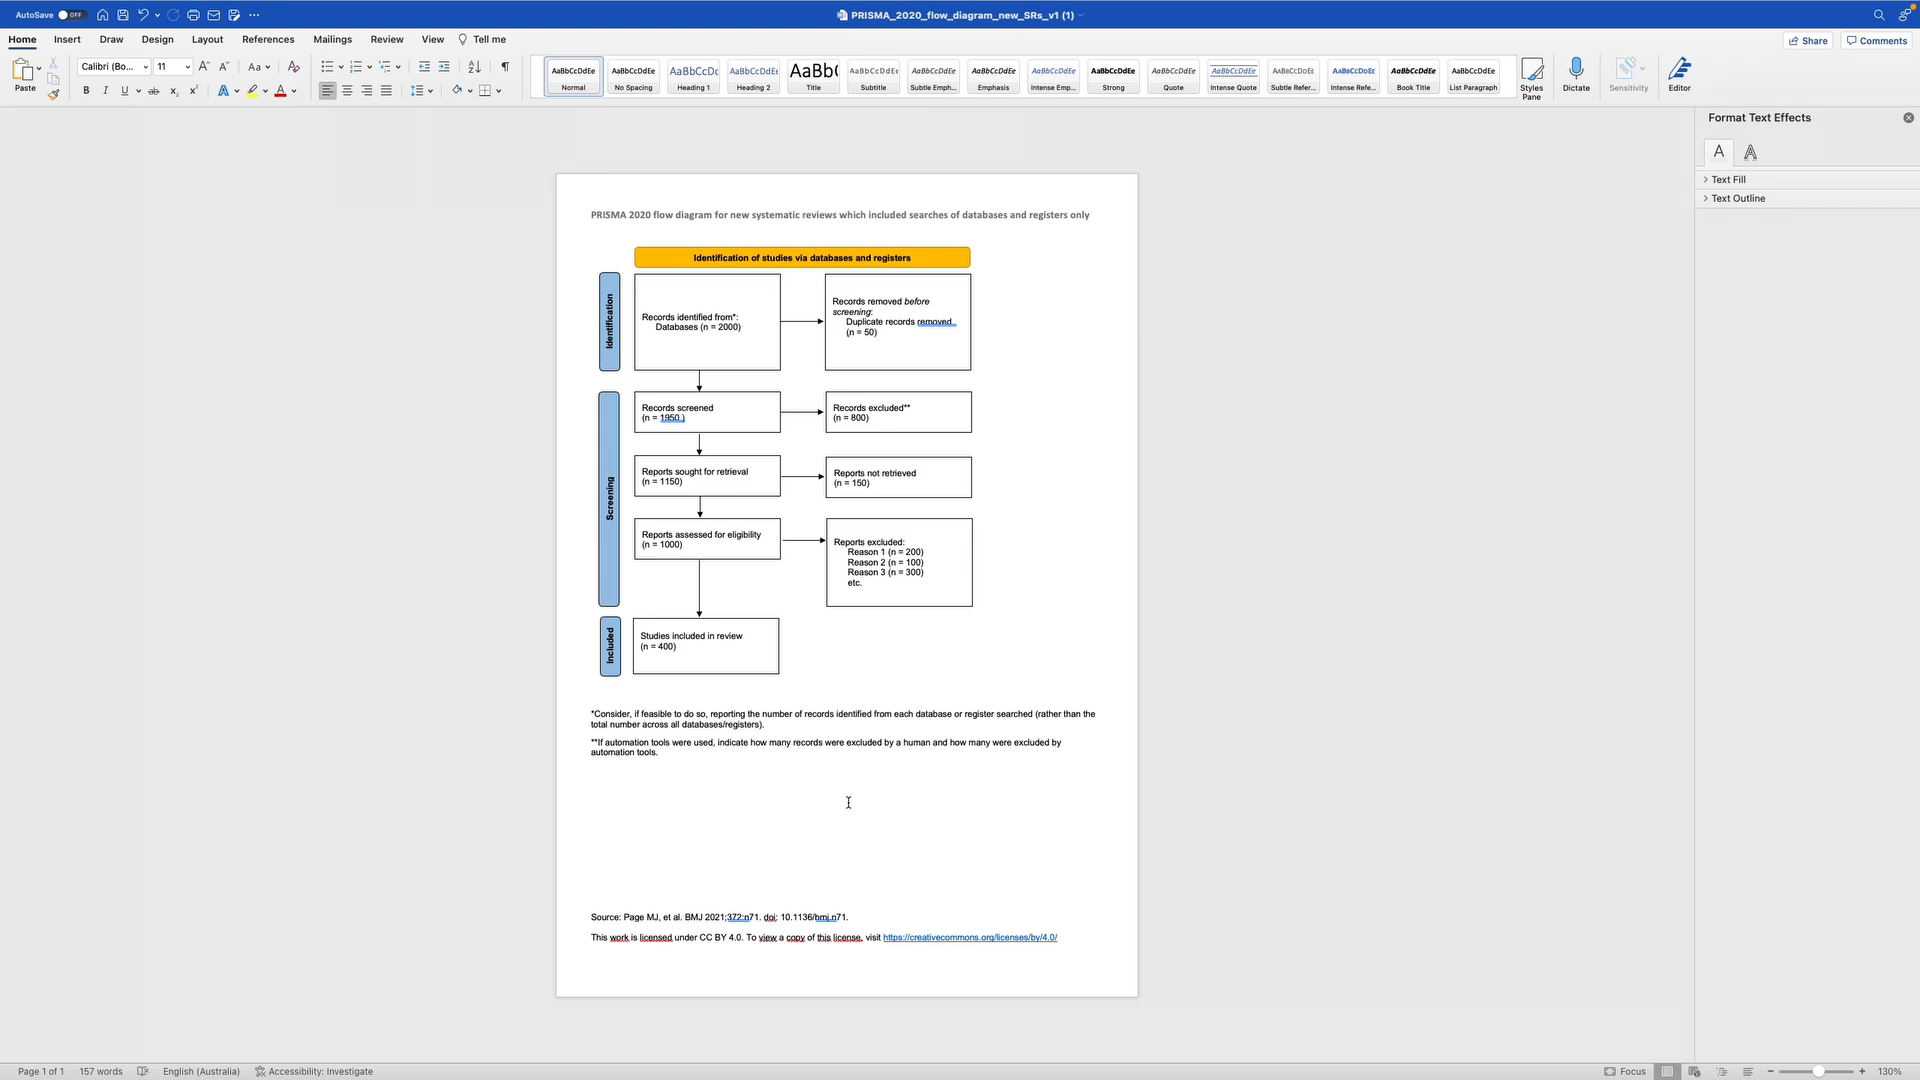 AutoSave OFF
PRISMA_2020_flow_diagram_new_SRs_v1 (1)
Home Insert Draw Design Layout References Mailings Review View Tell me
Share Comments
Paste
Calibri (Bo... 11
AaBbCcDdEe AaBbCcDdEe AaBbCcDc AaBbCcDdEe AaBb( AaBbCcDdEe AaBbCcDdEe AaBbCcDdEe AaBbCcDdEe AaBbCcDdEe AaBbCcDdEe AaBbCcDdEe AaBbCcDdEe AaBbCcDdEe AaBbCcDdEe AaBbCcDdEe
Normal No Spacing Heading 1 Heading 2 Title Subtitle Subtle Emph... Emphasis Intense Emp... Strong Quote Intense Quote Subtle Refer... Intense Refe... Book Title List Paragraph
Styles Pane
Dictate
Sensitivity
Editor
Format Text Effects
Text Fill
Text Outline
PRISMA 2020 flow diagram for new systematic reviews which included searches of databases and registers only
Identification of studies via databases and registers
Identification
Records identified from*:
Databases (n = 2000)
Records removed before
screening:
Duplicate records removed
(n = 50)
Screening
Records screened
(n = 1950 )
Records excluded**
(n = 800)
Reports sought for retrieval
(n = 1150)
Reports not retrieved
(n = 150)
Reports assessed for eligibility
(n = 1000)
Reports excluded:
Reason 1 (n = 200)
Reason 2 (n = 100)
Reason 3 (n = 300)
etc.
Included
Studies included in review
(n = 400)
*Consider, if feasible to do so, reporting the number of records identified from each database or register searched (rather than the
total number across all databases/registers).
**If automation tools were used, indicate how many records were excluded by a human and how many were excluded by
automation tools.
Source: Page MJ, et al. BMJ 2021;372:n71. doi: 10.1136/bmj.n71.
This work is licensed under CC BY 4.0. To view a copy of this license, visit https://creativecommons.org/licenses/by/4.0/
Page 1 of 1 157 words English (Australia) Accessibility: Investigate
Focus 130%